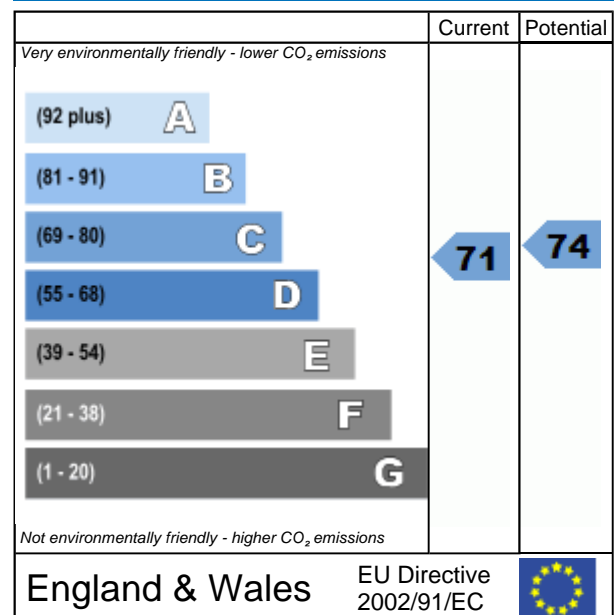 Current Potential
Very environmentally friendly - lower CO₂ emissions
(92 plus) A
(81 - 91) B
(69 - 80) C
71 74
(55 - 68) D
(39 - 54) E
(21 - 38) F
(1 - 20) G
Not environmentally friendly - higher CO₂ emissions
England & Wales
EU Directive
2002/91/EC